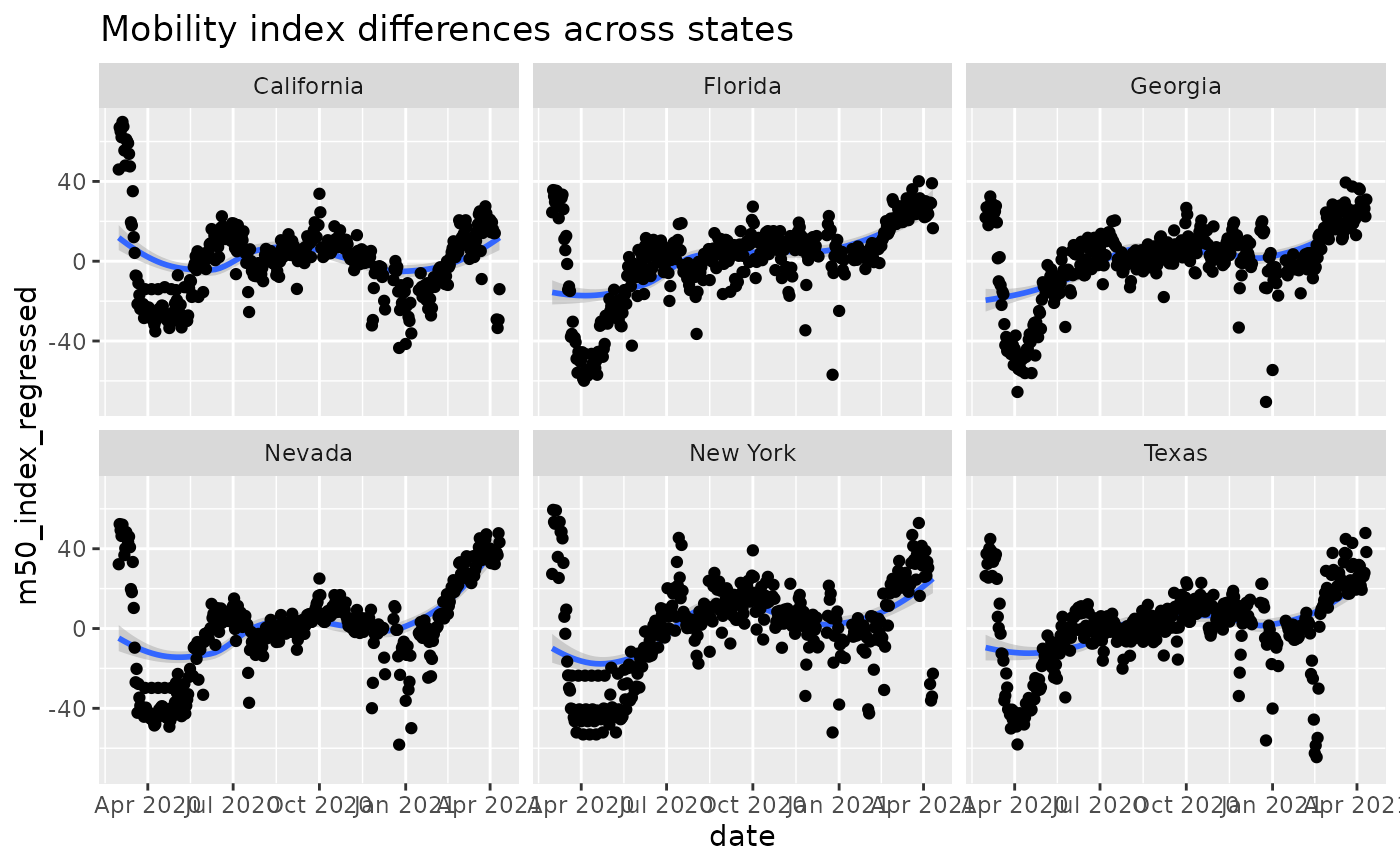 Mobility index differences across states
California Florida Georgia
40
0
-40
Nevada New York Texas
40
0
-40
m50_index_regressed
Apr 2020 Jul 2020 Oct 2020 Jan 2021 Apr 2021 Apr 2020 Jul 2020 Oct 2020 Jan 2021 Apr 2021 Apr 2020 Jul 2020 Oct 2020 Jan 2021 Apr 2021
date